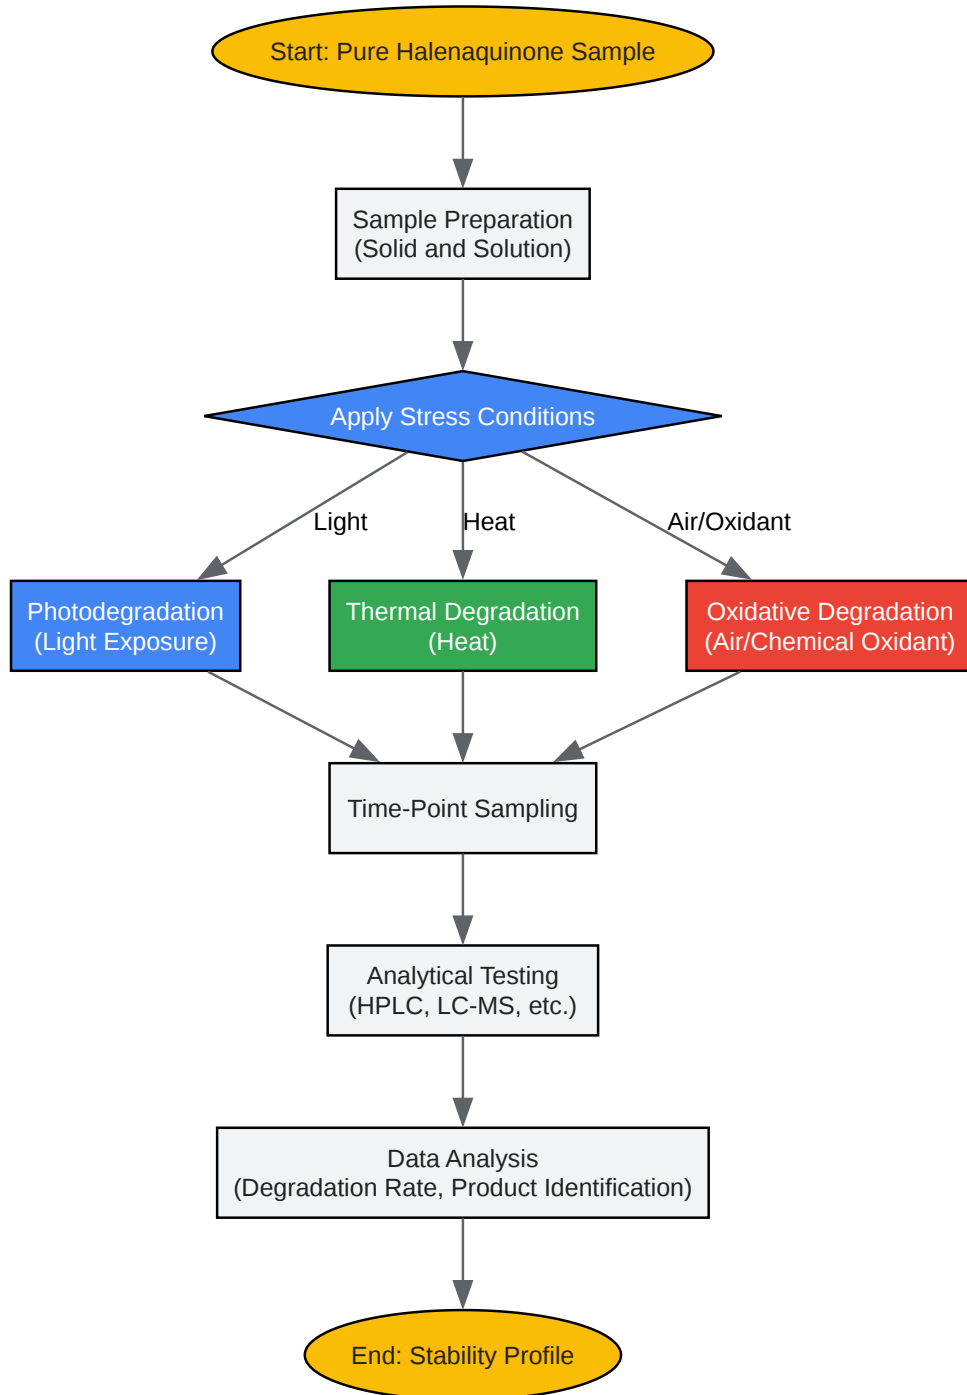 Start: Pure Halenaquinone Sample
Sample Preparation
(Solid and Solution)
Apply Stress Conditions
Light
Heat
Air/Oxidant
Photodegradation
(Light Exposure)
Thermal Degradation
(Heat)
Oxidative Degradation
(Air/Chemical Oxidant)
Time-Point Sampling
Analytical Testing
(HPLC, LC-MS, etc.)
Data Analysis
(Degradation Rate, Product Identification)
End: Stability Profile